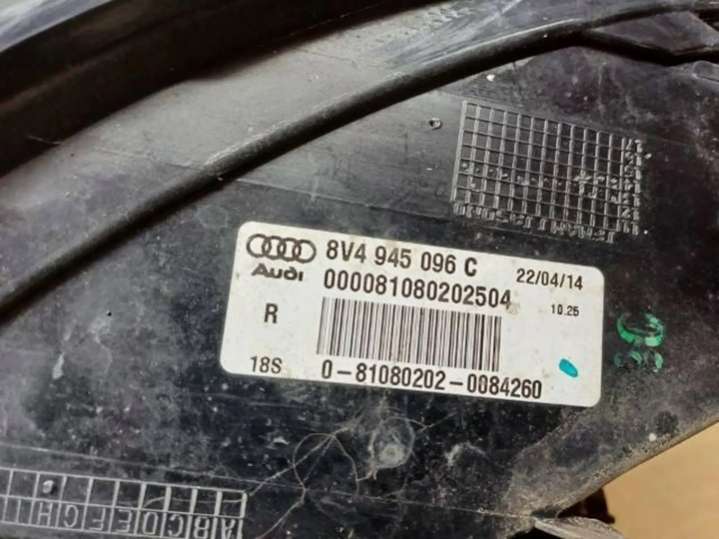 Audi
8V4 945 096 C
22/04/14
000081080202504
10.25
R
18S
0-81080202-0084260
A B C D E F G H I J